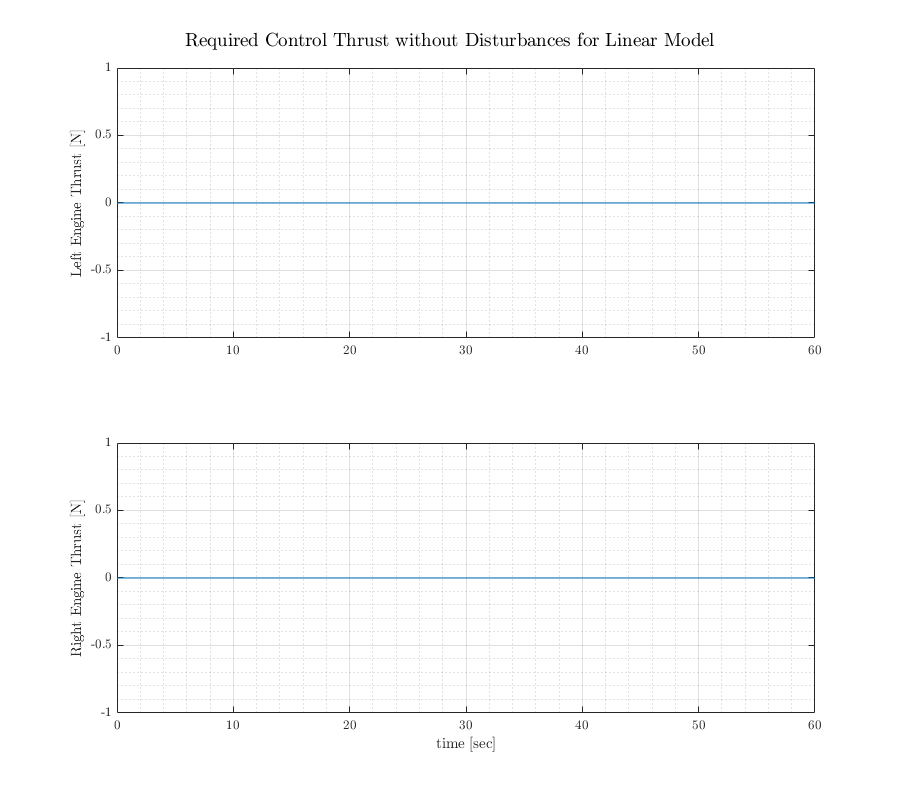 Required Control Thrust without Disturbances for Linear Model
1
0.5
0
-0.5
-1
Left Engine Thrust [N]
0 10 20 30 40 50 60
1
0.5
0
-0.5
-1
Right Engine Thrust [N]
0 10 20 30 40 50 60
time [sec]